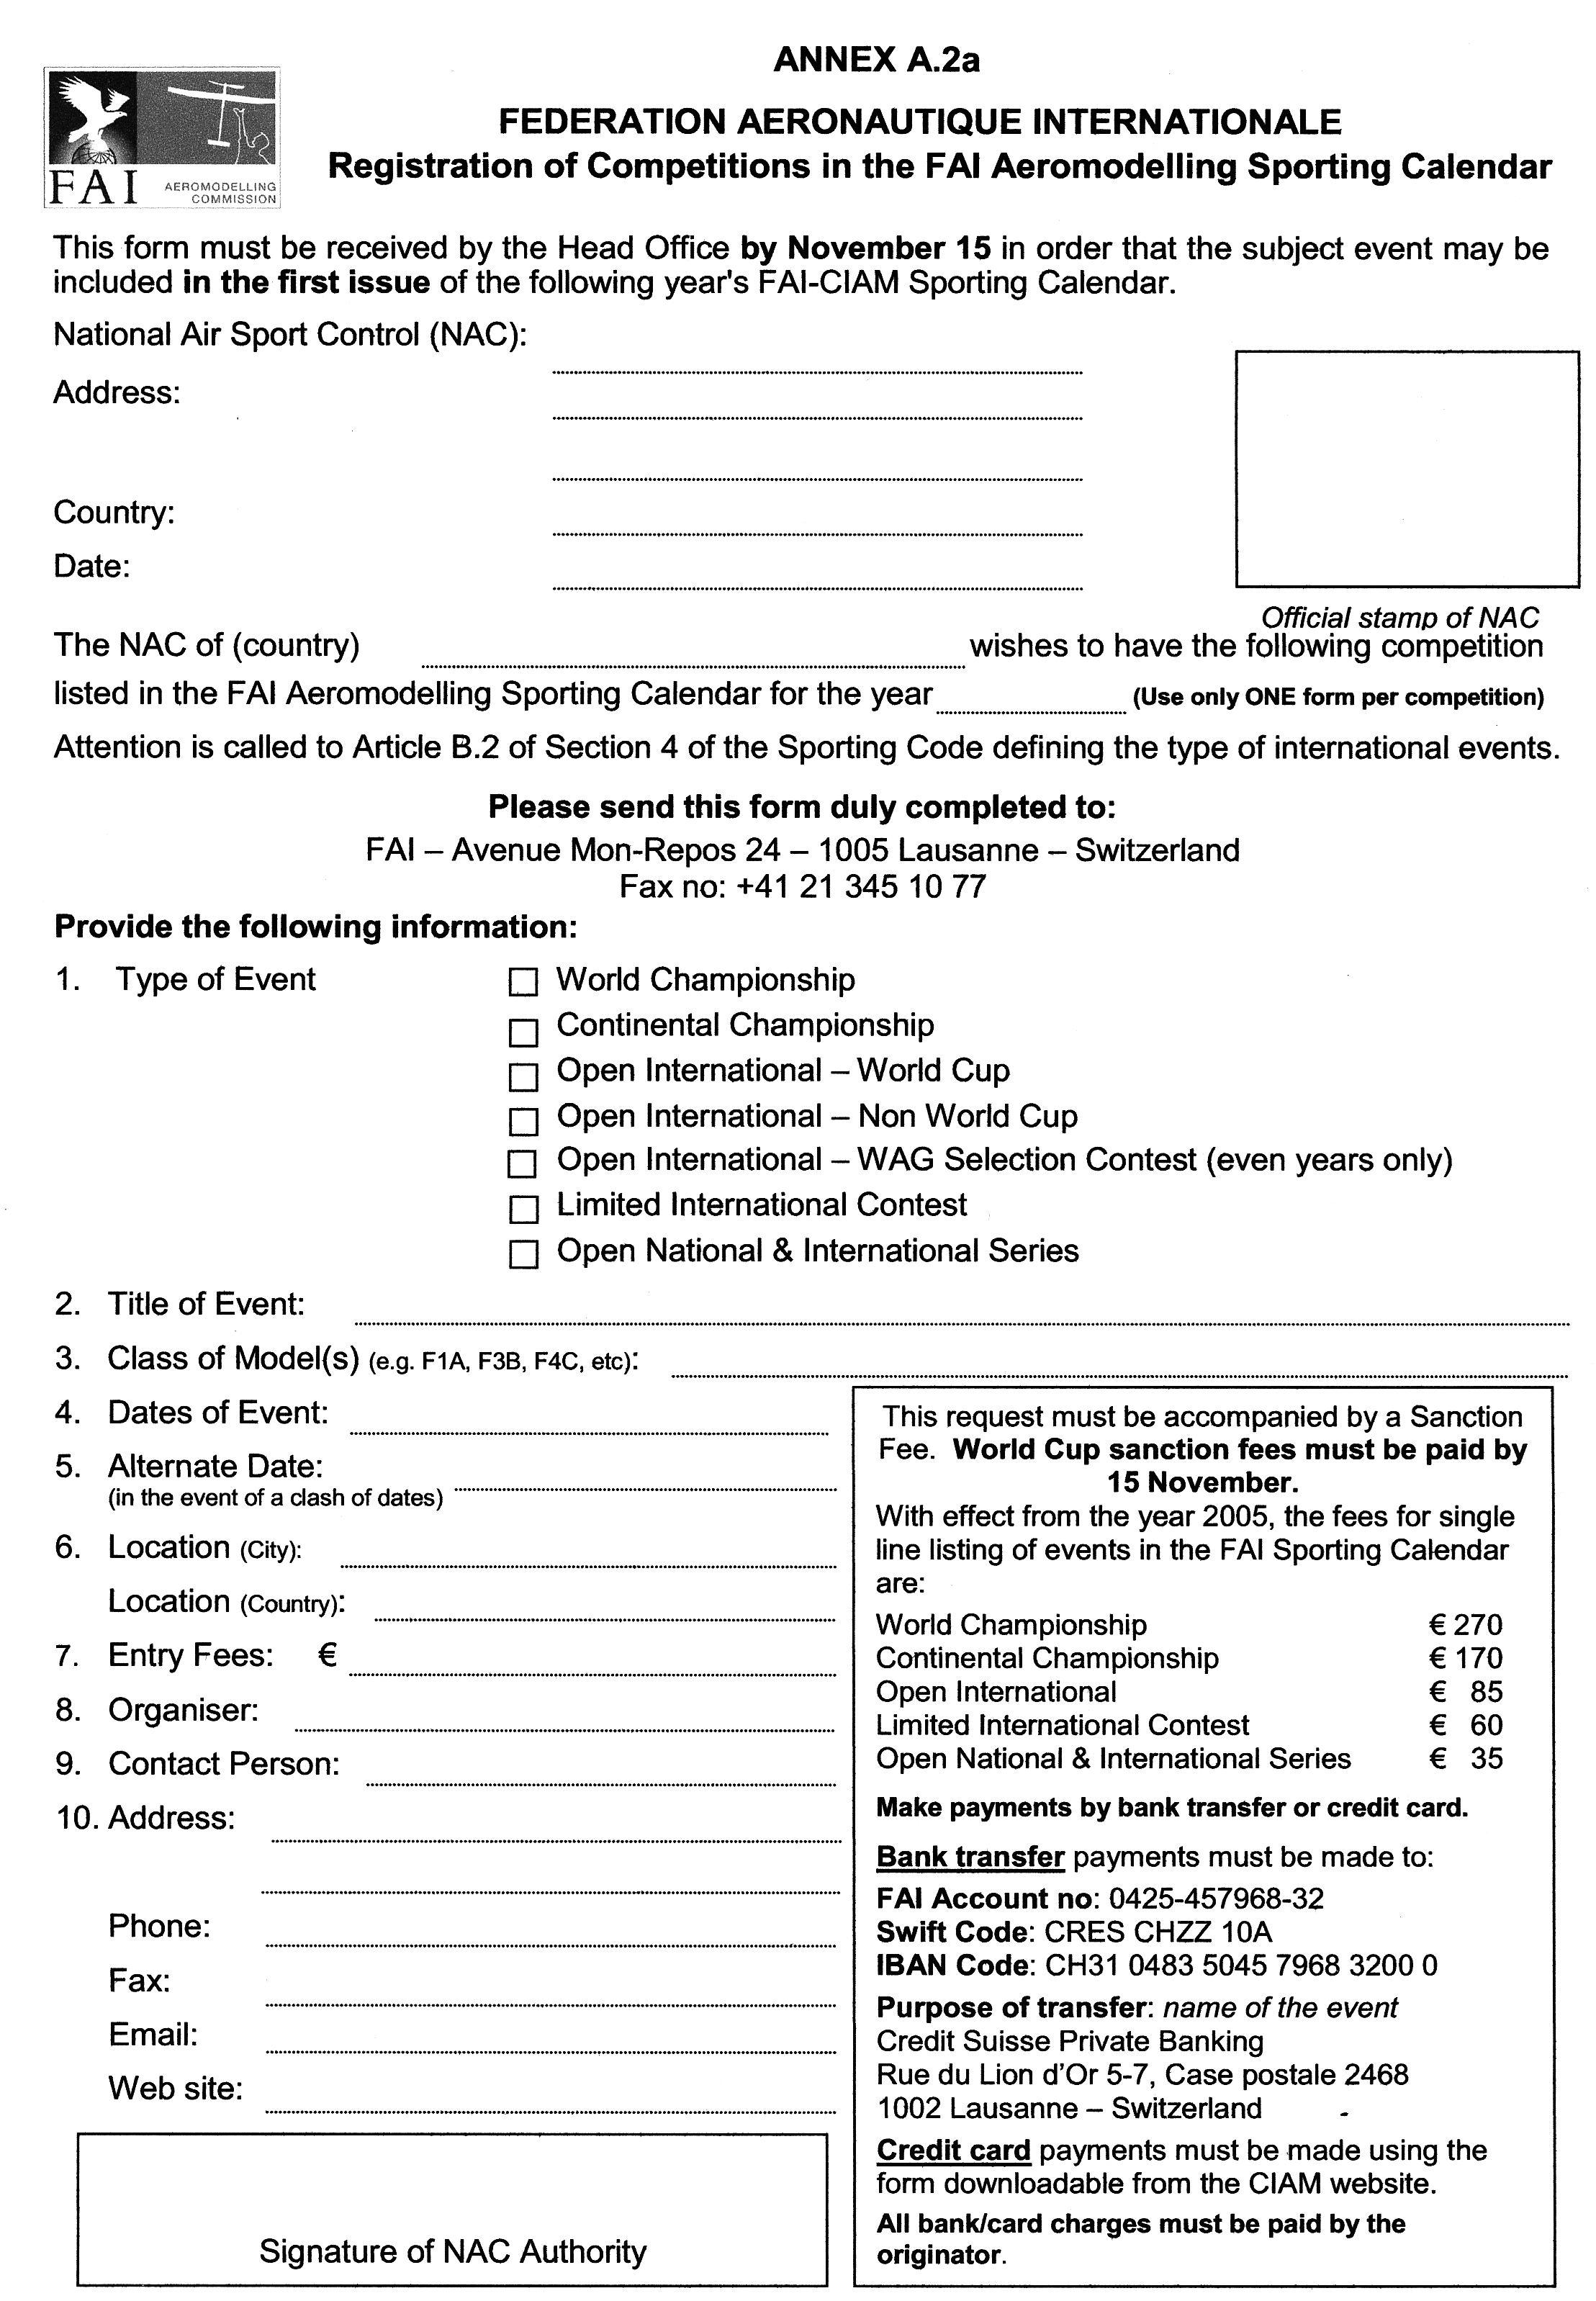 ANNEX A.2a
FEDERATION AERONAUTIQUE INTERNATIONALE
Registration of Competitions in the FAI Aeromodelling Sporting Calendar
FAI AEROMODELLING
COMMISSION
This form must be received by the Head Office by November 15 in order that the subject event may be
included in the first issue of the following year's FAI-CIAM Sporting Calendar.
National Air Sport Control (NAC):
Address:
Country:
Date:
Official stamp of NAC
The NAC of (country) wishes to have the following competition
listed in the FAI Aeromodelling Sporting Calendar for the year (Use only ONE form per competition)
Attention is called to Article B.2 of Section 4 of the Sporting Code defining the type of international events.
Please send this form duly completed to:
FAI – Avenue Mon-Repos 24 – 1005 Lausanne – Switzerland
Fax no: +41 21 345 10 77
Provide the following information:
1. Type of Event
World Championship
Continental Championship
Open International – World Cup
Open International – Non World Cup
Open International – WAG Selection Contest (even years only)
Limited International Contest
Open National & International Series
2. Title of Event:
3. Class of Model(s) (e.g. F1A, F3B, F4C, etc):
4. Dates of Event:
5. Alternate Date:
(in the event of a clash of dates)
6. Location (City):
Location (Country):
7. Entry Fees: €
8. Organiser:
9. Contact Person:
10. Address:
Phone:
Fax:
Email:
Web site:
Signature of NAC Authority
This request must be accompanied by a Sanction
Fee. World Cup sanction fees must be paid by
15 November.
With effect from the year 2005, the fees for single
line listing of events in the FAI Sporting Calendar
are:
World Championship € 270
Continental Championship € 170
Open International € 85
Limited International Contest € 60
Open National & International Series € 35
Make payments by bank transfer or credit card.
Bank transfer payments must be made to:
FAI Account no: 0425-457968-32
Swift Code: CRES CHZZ 10A
IBAN Code: CH31 0483 5045 7968 3200 0
Purpose of transfer: name of the event
Credit Suisse Private Banking
Rue du Lion d'Or 5-7, Case postale 2468
1002 Lausanne – Switzerland
Credit card payments must be made using the
form downloadable from the CIAM website.
All bank/card charges must be paid by the
originator.